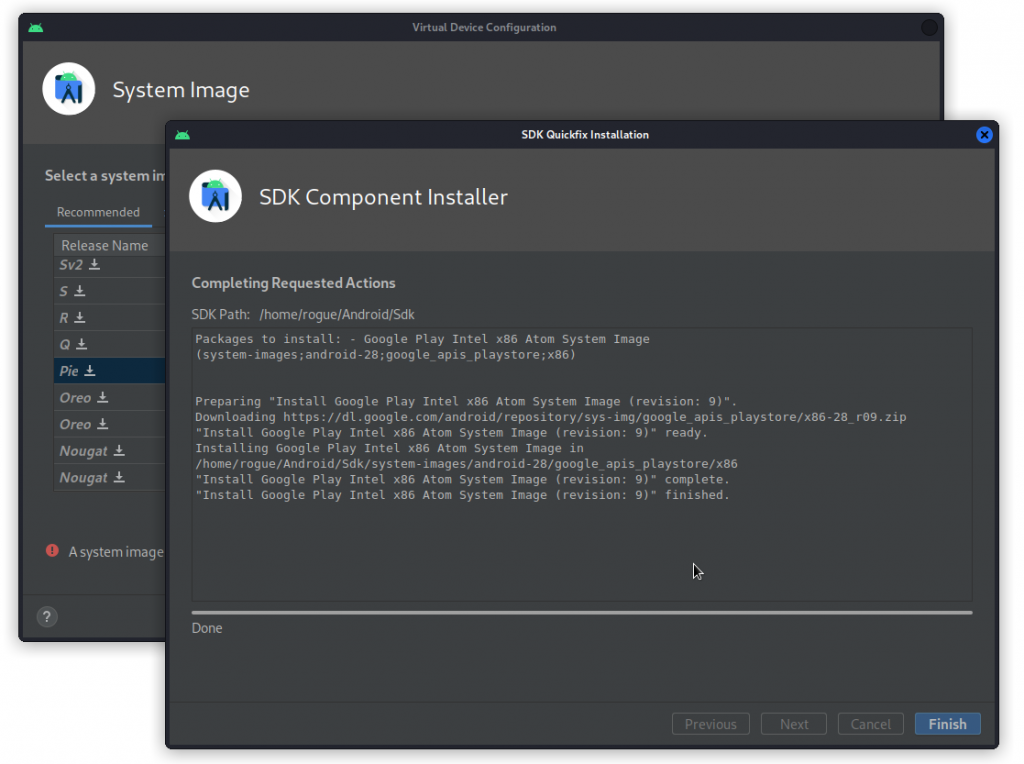 Virtual Device Configuration
System Image
Select a system im
Recommended
Release Name
Sv2
S
R
Q
Pie
Oreo
Oreo
Nougat
Nougat
A system image
?
SDK Quickfix Installation
SDK Component Installer
Completing Requested Actions
SDK Path: /home/rogue/Android/Sdk
Packages to install: - Google Play Intel x86 Atom System Image
(system-images;android-28;google_apis_playstore;x86)
Preparing "Install Google Play Intel x86 Atom System Image (revision: 9)".
Downloading https://dl.google.com/android/repository/sys-img/google_apis_playstore/x86-28_r09.zip
"Install Google Play Intel x86 Atom System Image (revision: 9)" ready.
Installing Google Play Intel x86 Atom System Image in
/home/rogue/Android/Sdk/system-images/android-28/google_apis_playstore/x86
"Install Google Play Intel x86 Atom System Image (revision: 9)" complete.
"Install Google Play Intel x86 Atom System Image (revision: 9)" finished.
Done
Previous Next Cancel Finish